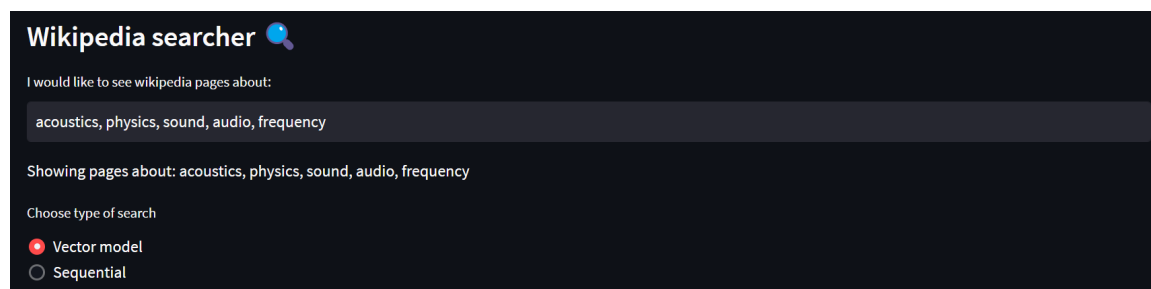 Wikipedia searcher
I would like to see wikipedia pages about:
acoustics, physics, sound, audio, frequency
Showing pages about: acoustics, physics, sound, audio, frequency
Choose type of search
Vector model
Sequential